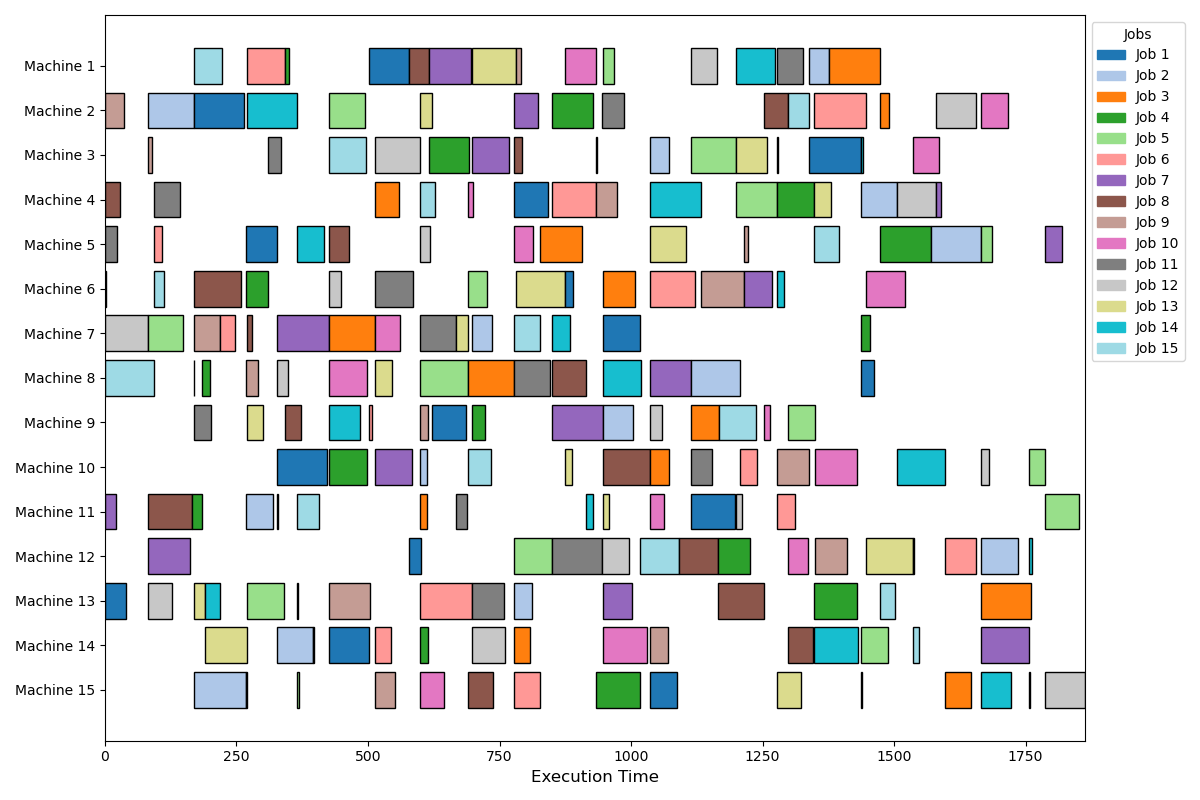 Machine 1
Machine 2
Machine 3
Machine 4
Machine 5
Machine 6
Machine 7
Machine 8
Machine 9
Machine 10
Machine 11
Machine 12
Machine 13
Machine 14
Machine 15
0 250 500 750 1000 1250 1500 1750
Execution Time
Jobs
Job 1
Job 2
Job 3
Job 4
Job 5
Job 6
Job 7
Job 8
Job 9
Job 10
Job 11
Job 12
Job 13
Job 14
Job 15